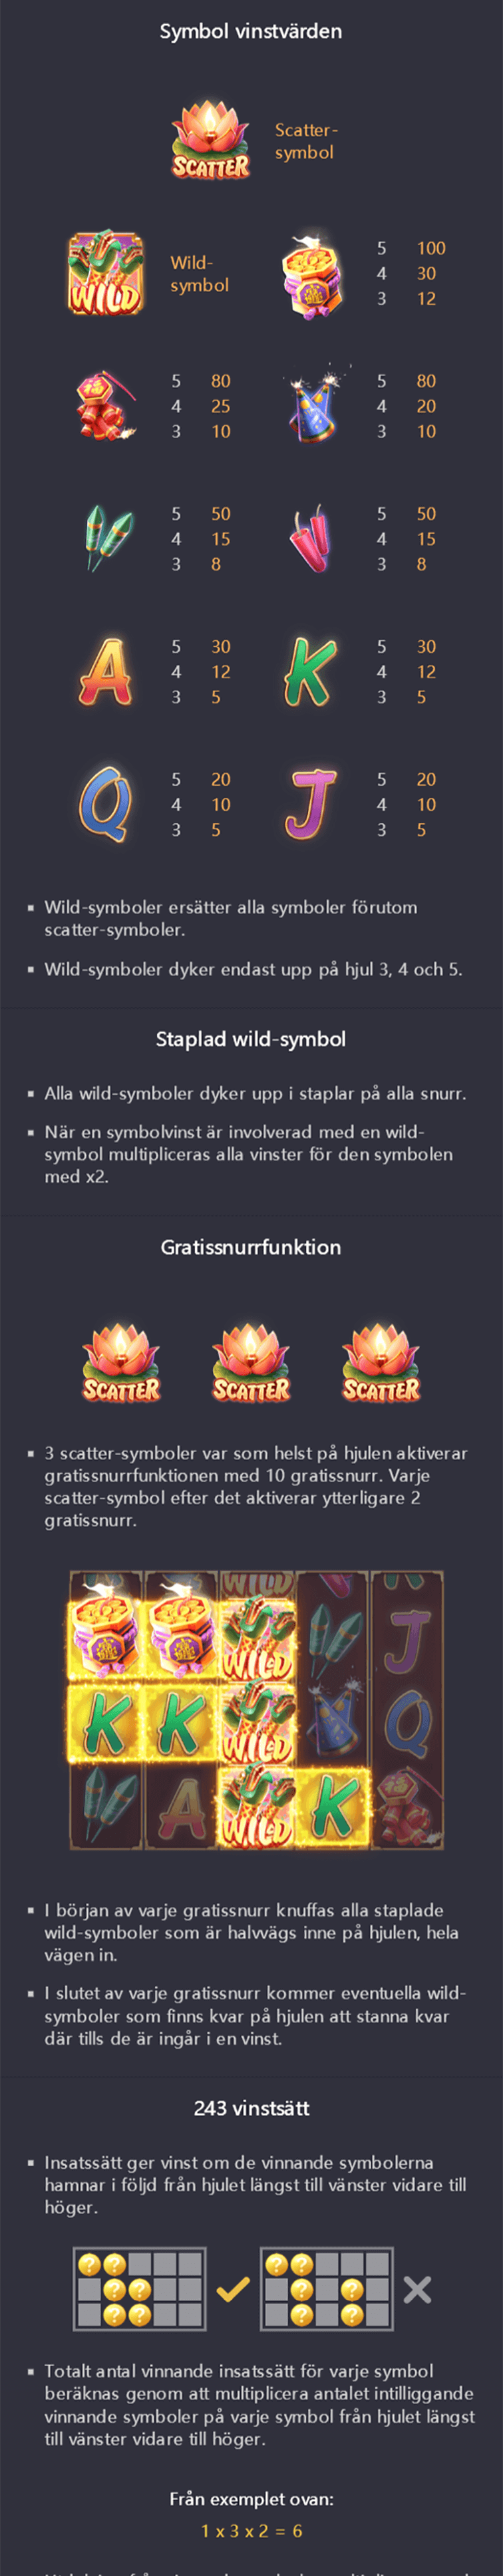 Symbol vinstvärden
SCATTER
Scatter-
symbol
WILD
Wild-
symbol
5 100
4 30
3 12
5 80
4 25
3 10
5 80
4 20
3 10
5 50
4 15
3 8
5 50
4 15
3 8
A
5 30
4 12
3 5
K
5 30
4 12
3 5
Q
5 20
4 10
3 5
J
5 20
4 10
3 5
▪ Wild-symboler ersätter alla symboler förutom
scatter-symboler.
▪ Wild-symboler dyker endast upp på hjul 3, 4 och 5.
Staplad wild-symbol
▪ Alla wild-symboler dyker upp i staplar på alla snurr.
▪ När en symbolvinst är involverad med en wild-
symbol multipliceras alla vinster för den symbolen
med x2.
Gratissnurrfunktion
SCATTER SCATTER SCATTER
▪ 3 scatter-symboler var som helst på hjulen aktiverar
gratissnurrfunktionen med 10 gratissnurr. Varje
scatter-symbol efter det aktiverar ytterligare 2
gratissnurr.
WILD
WILD J
K K WILD Q
A WILD K
▪ I början av varje gratissnurr knuffas alla staplade
wild-symboler som är halvvägs inne på hjulen, hela
vägen in.
▪ I slutet av varje gratissnurr kommer eventuella wild-
symboler som finns kvar på hjulen att stanna kvar
där tills de är ingår i en vinst.
243 vinstsätt
▪ Insatssätt ger vinst om de vinnande symbolerna
hamnar i följd från hjulet längst till vänster vidare till
höger.
? ? ? ?
? ? ? ?
? ? ? ?
▪ Totalt antal vinnande insatssätt för varje symbol
beräknas genom att multiplicera antalet intilliggande
vinnande symboler på varje symbol från hjulet längst
till vänster vidare till höger.
Från exemplet ovan:
1 x 3 x 2 = 6